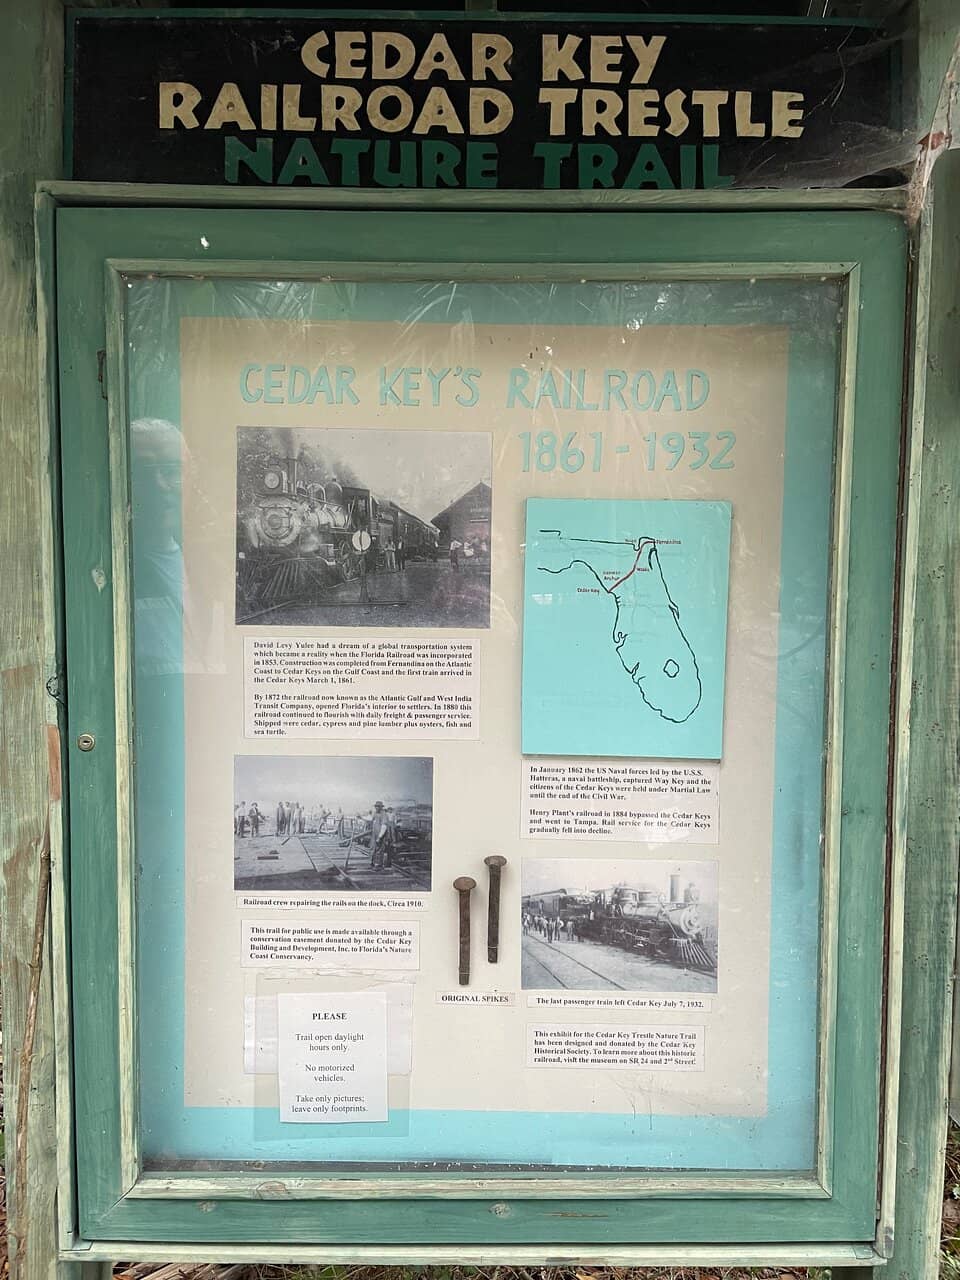 CEDAR KEY
RAILROAD TRESTLE
NATURE TRAIL
CEDAR KEY'S RAILROAD
1861-1932
David Levy Yulee had a dream of a global transportation system
which became a reality when the Florida Railroad was incorporated
in 1853. Construction was completed from Fernandina on the Atlantic
Coast to Cedar Keys on the Gulf Coast and the first train arrived in
the Cedar Keys March 1, 1861.
By 1872 the railroad now known as the Atlantic Gulf and West India
Transit Company, opened Florida's interior to settlers. In 1880 this
railroad continued to flourish with daily freight & passenger service.
Shipped were cedar, cypress and pine lumber plus oysters, fish and
sea turtle.
Fernandina
Waldo
Archer
Cedar Key
In January 1862 the US Naval forces led by the U.S.S.
Hatteras, a naval battleship, captured Way Key and the
citizens of the Cedar Keys were held under Martial Law
until the end of the Civil War.
Henry Plant's railroad in 1884 bypassed the Cedar Keys
and went to Tampa. Rail service for the Cedar Keys
gradually fell into decline.
Railroad crew repairing the rails on the dock, Circa 1910.
This trail for public use is made available through a
conservation easement donated by the Cedar Key
Building and Development, Inc. to Florida's Nature
Coast Conservancy.
ORIGINAL SPIKES
The last passenger train left Cedar Key July 7, 1932.
This exhibit for the Cedar Key Trestle Nature Trail
has been designed and donated by the Cedar Key
Historical Society. To learn more about this historic
railroad, visit the museum on SR 24 and 2nd Street.
PLEASE
Trail open daylight
hours only.
No motorized
vehicles.
Take only pictures;
leave only footprints.